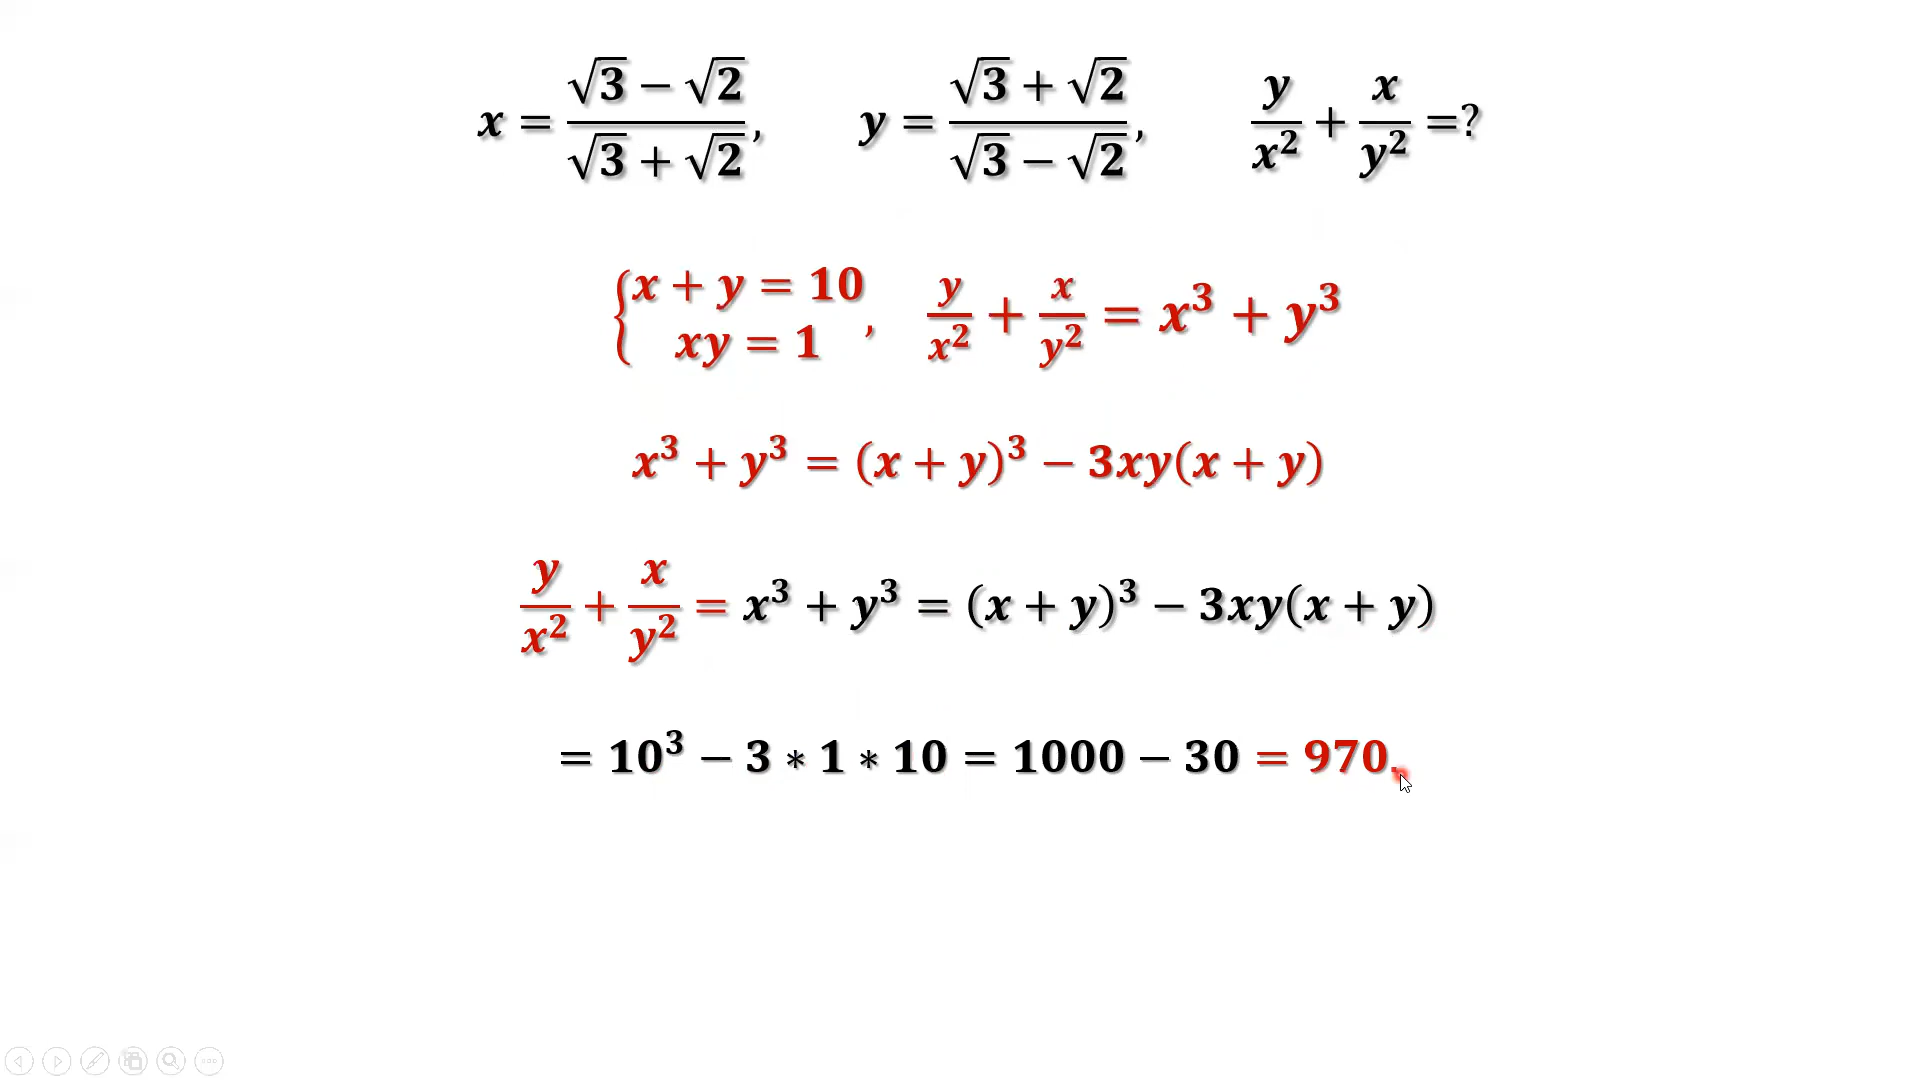 x = (√3 − √2)/(√3 + √2), y = (√3 + √2)/(√3 − √2), y/x² + x/y² =?
{x + y = 10, xy = 1, y/x² + x/y² = x³ + y³
x³ + y³ = (x + y)³ − 3xy(x + y)
y/x² + x/y² = x³ + y³ = (x + y)³ − 3xy(x + y)
= 10³ − 3 * 1 * 10 = 1000 − 30 = 970.